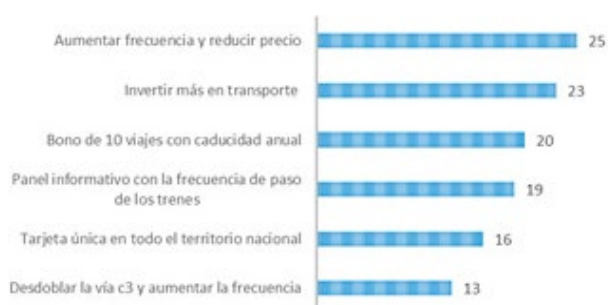 Aumentar frecuencia y reducir precio 25
Invertir más en transporte 23
Bono de 10 viajes con caducidad anual 20
Panel informativo con la frecuencia de paso
de los trenes 19
Tarjeta única en todo el territorio nacional 16
Desdoblar la vía c3 y aumentar la frecuencia 13